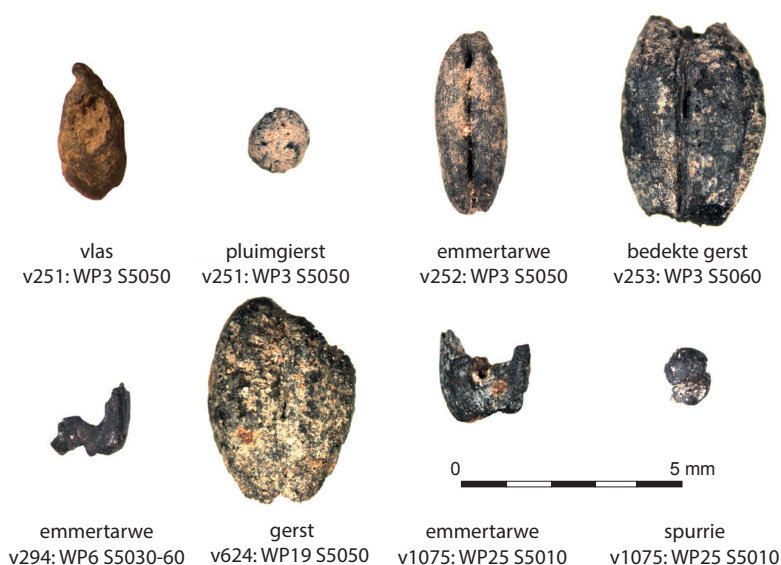 vlas
v251: WP3 S5050
pluimgierst
v251: WP3 S5050
emmertarwe
v252: WP3 S5050
bedekte gerst
v253: WP3 S5060
0 5 mm
emmertarwe
v294: WP6 S5030-60
gerst
v624: WP19 S5050
emmertarwe
v1075: WP25 S5010
spurrie
v1075: WP25 S5010